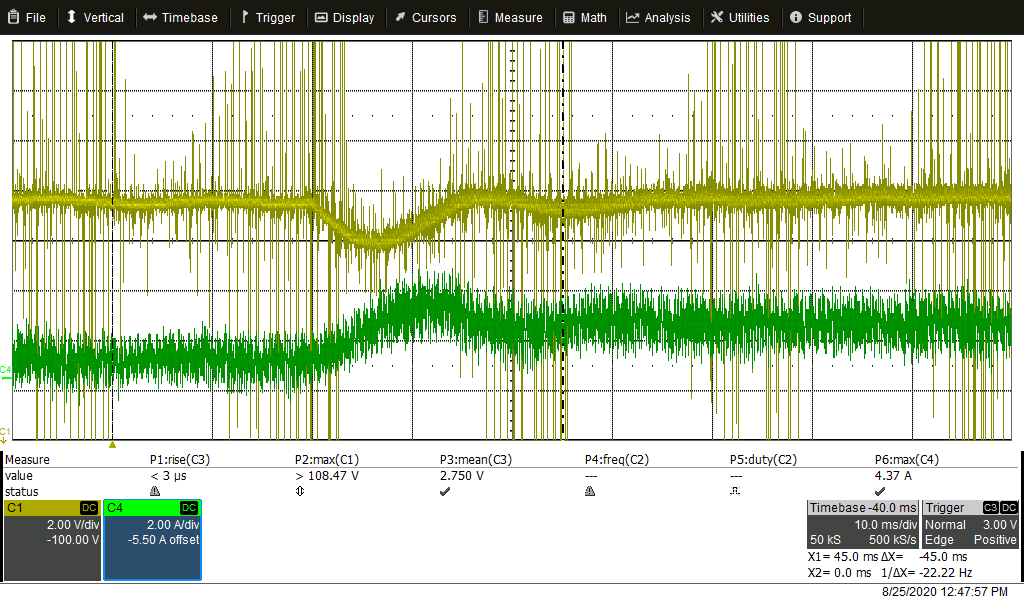 File Vertical Timebase Trigger Display Cursors Measure Math Analysis Utilities Support
C4
C1
Measure P1:rise(C3) P2:max(C1) P3:mean(C3) P4:freq(C2) P5:duty(C2) P6:max(C4)
value < 3 µs > 108.47 V 2.750 V --- --- 4.37 A
status
C1 DC C4 DC Timebase -40.0 ms Trigger C3 DC
2.00 V/div 2.00 A/div 10.0 ms/div Normal 3.00 V
-100.00 V -5.50 A offset 50 kS 500 kS/s Edge Positive
X1= 45.0 ms ΔX= -45.0 ms
X2= 0.0 ms 1/ΔX= -22.22 Hz
8/25/2020 12:47:57 PM